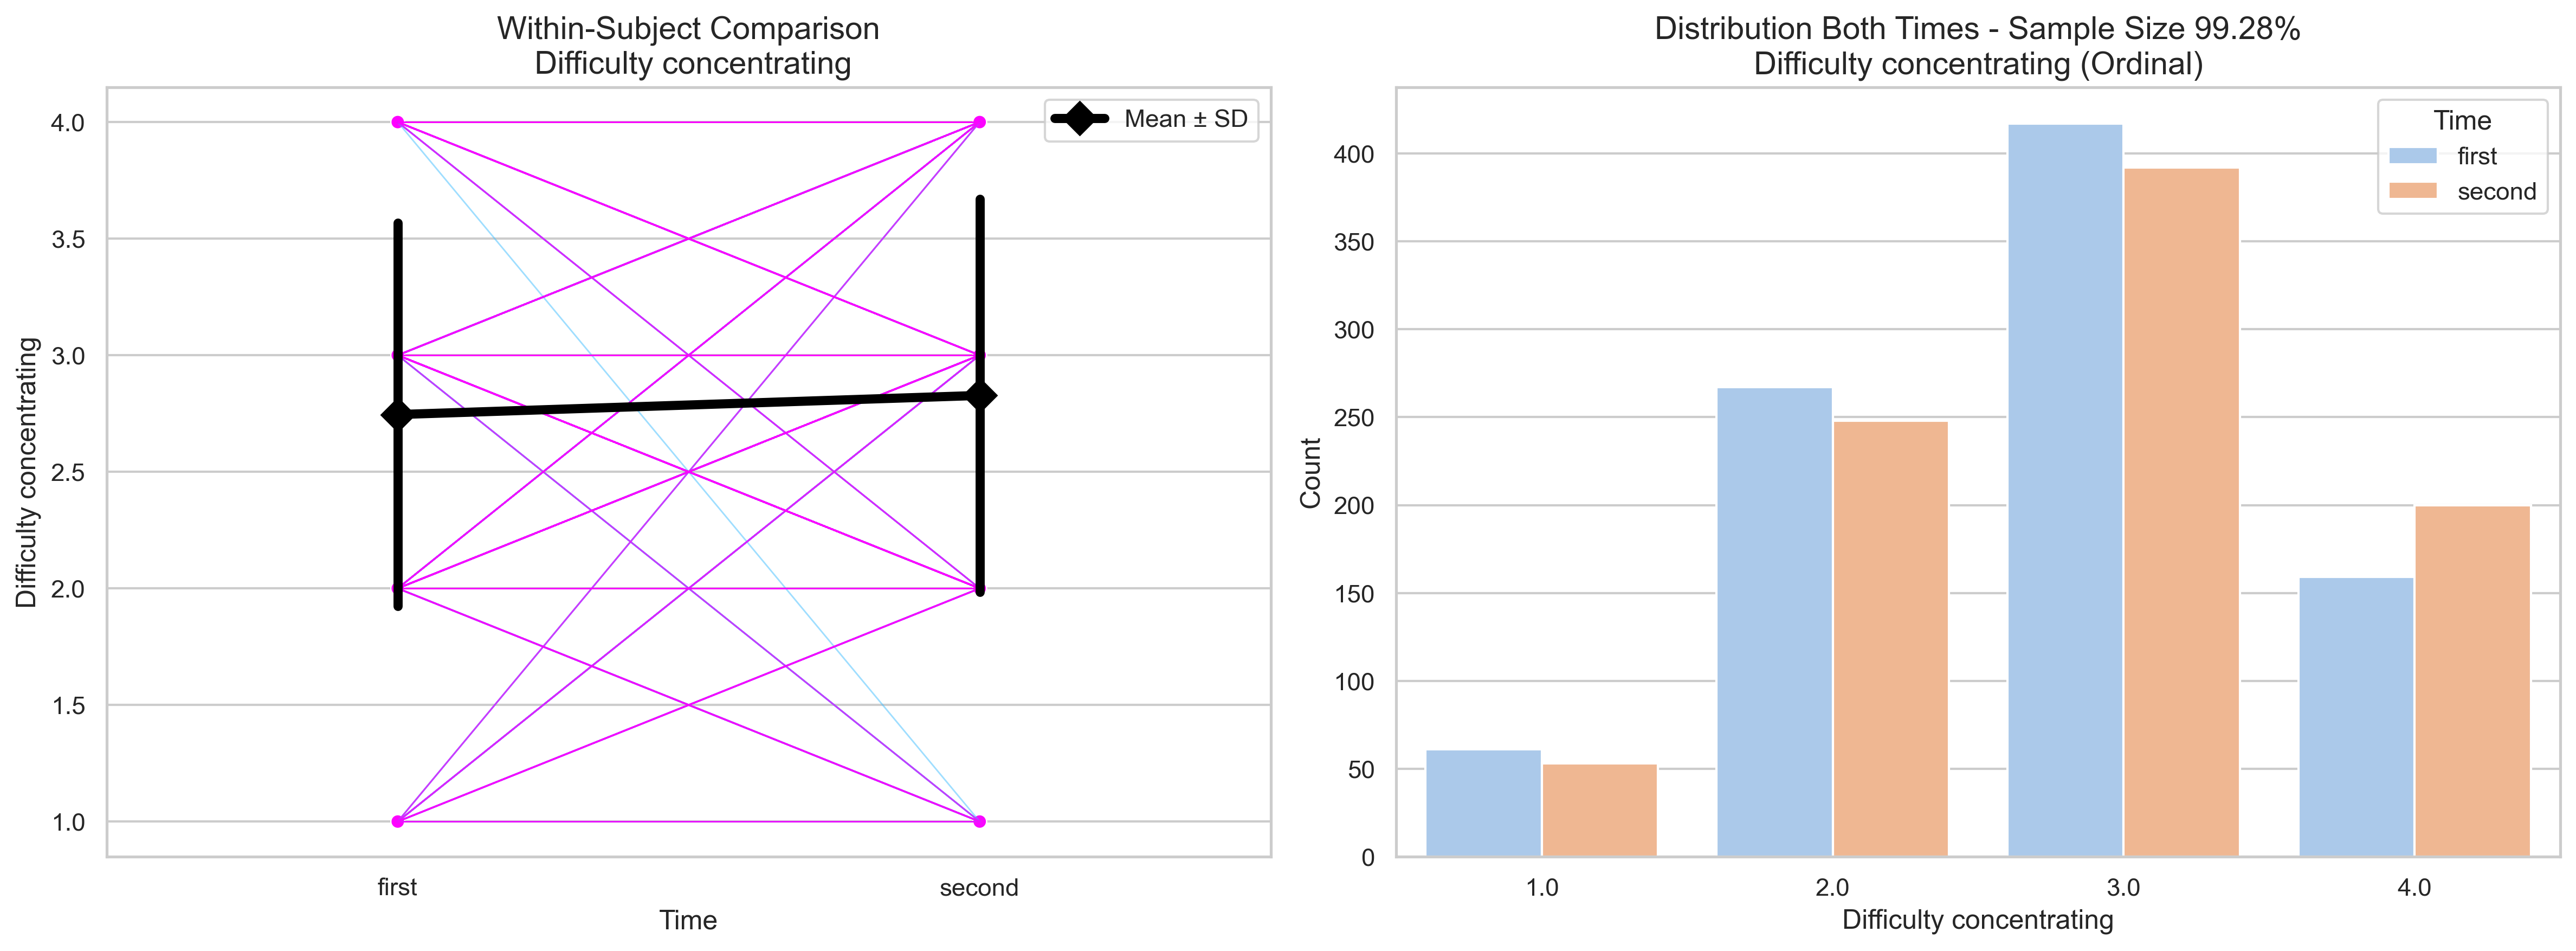 Within-Subject Comparison
Difficulty concentrating
Mean ± SD
4.0
3.5
3.0
2.5
2.0
1.5
1.0
Difficulty concentrating
first
second
Time
Distribution Both Times - Sample Size 99.28%
Difficulty concentrating (Ordinal)
Time
first
second
400
350
300
250
200
150
100
50
0
Count
1.0
2.0
3.0
4.0
Difficulty concentrating